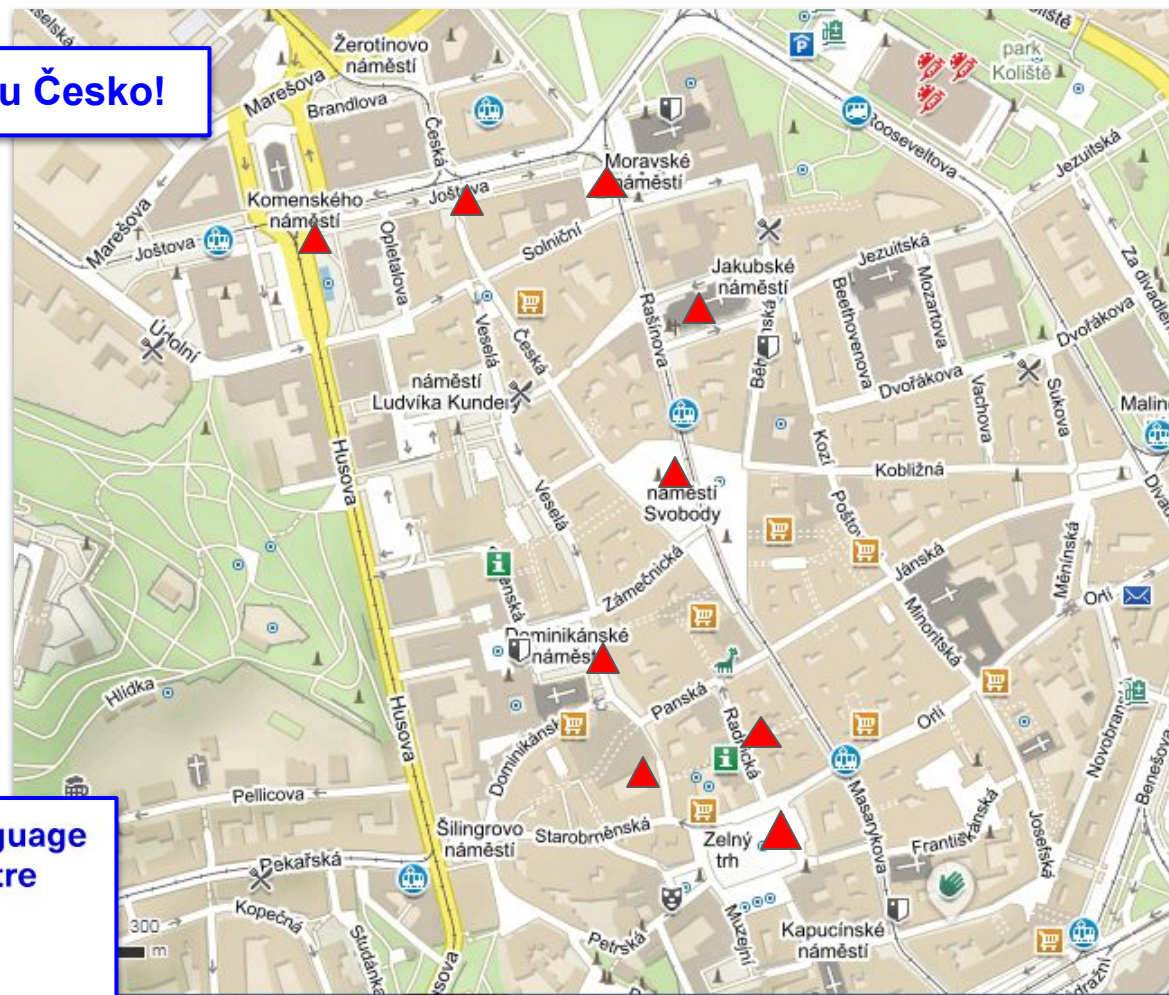 u Česko!
Žerotínovo
náměstí
park
Koliště
Marešova
Brandlova
Česká
Rooseveltova
Jezuitská
Moravské
náměstí
Komenského
náměstí
Joštova
Marešova
Joštova
Opletalova
Solniční
Jakubské
náměstí
Jezuitská
Mozartova
Beethovenova
Za divadlem
Údolní
Veselá
Česká
Rašínova
Dvořákova
Dvořákova
náměstí
Ludvíka Kundery
Vachova
Sukova
Husova
Kozí
Kobližná
Veselá
náměstí
Svobody
Poštovská
Zámečnická
Jánská
Měnínská
Orlí
Minoritská
Dominikánské
náměstí
Hlídka
Husova
Panská
Radnická
Orlí
Dominikánská
Novobranská
Benešova
Pellicova
Šilingrovo
náměstí
Starobrněnská
Zelný
trh
Masarykova
Františkánská
Josefská
Pekařská
Kopečná
Studánka
Husova
Petrská
Muzejní
Kapucínské
náměstí
300
m